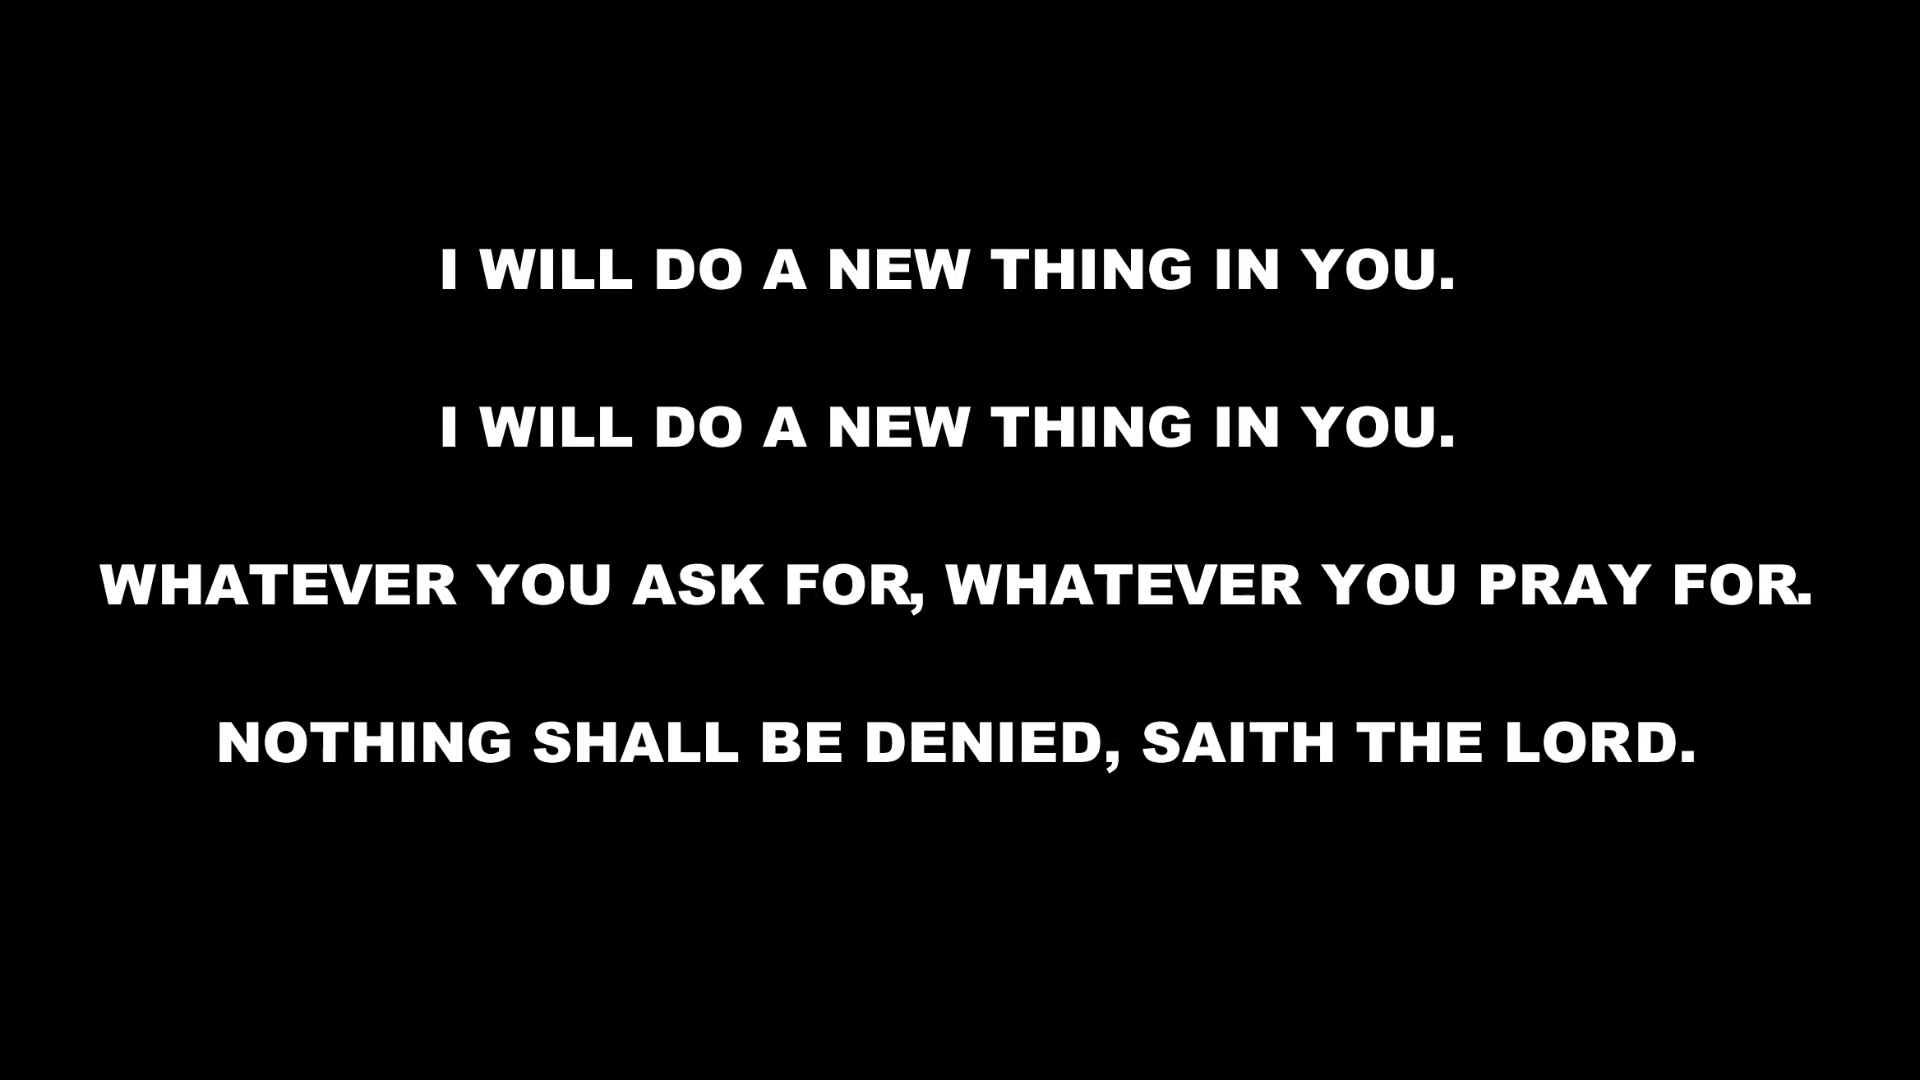 I WILL DO A NEW THING IN YOU.
I WILL DO A NEW THING IN YOU.
WHATEVER YOU ASK FOR, WHATEVER YOU PRAY FOR.
NOTHING SHALL BE DENIED, SAITH THE LORD.